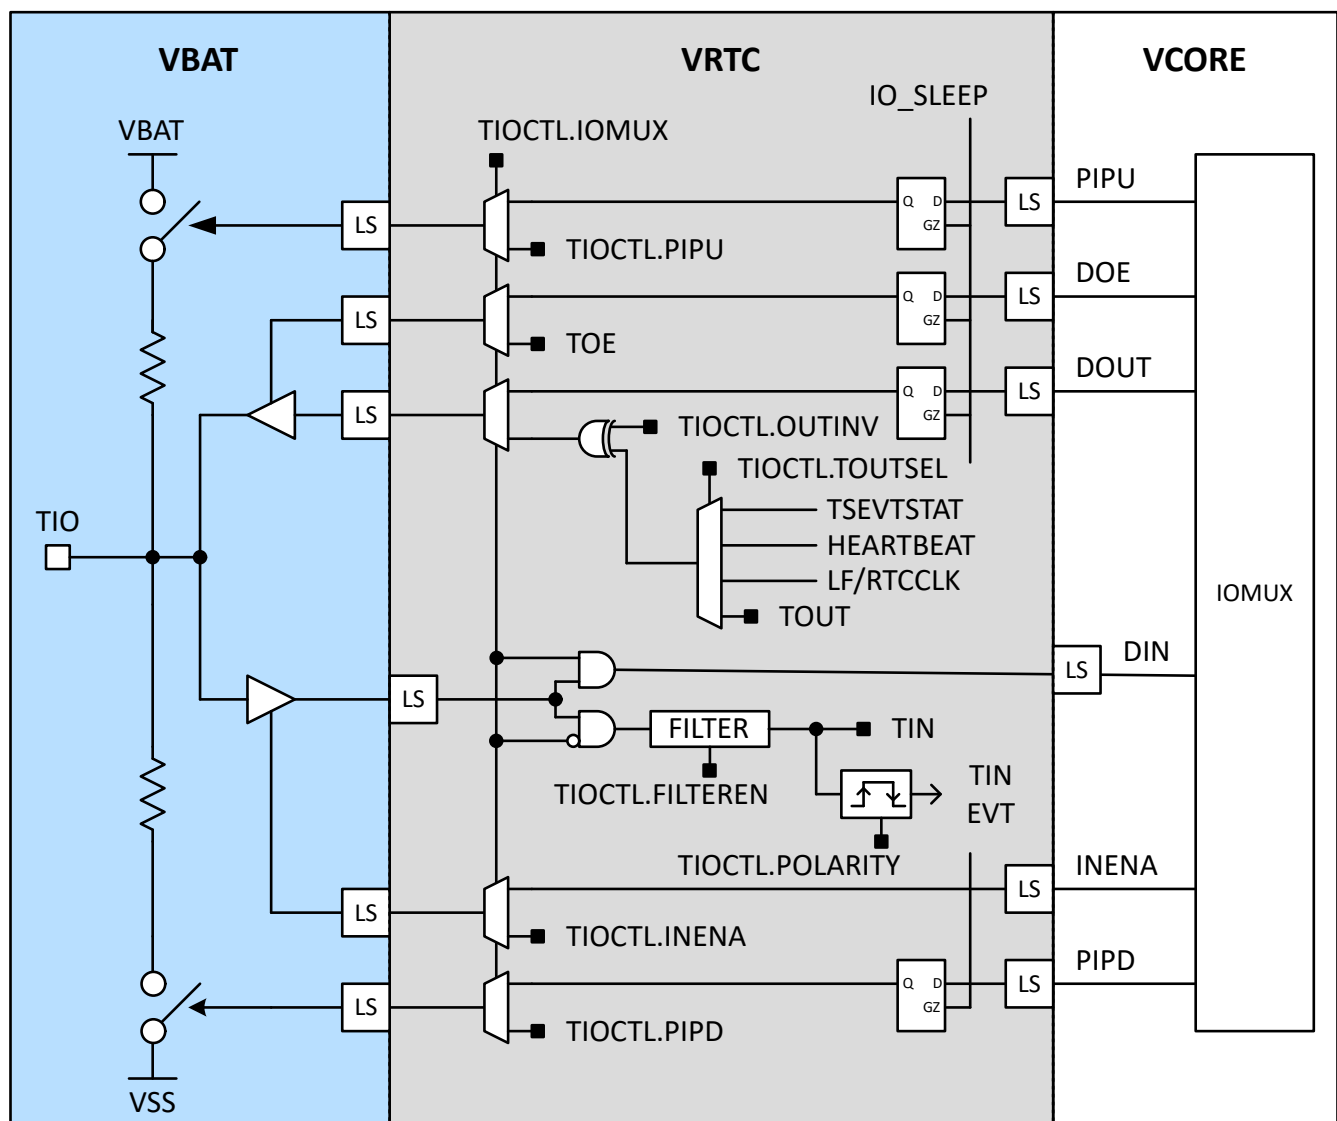 VBAT
VRTC
VCORE
IO_SLEEP
VBAT
TIOCTL.IOMUX
LS
Q D
GZ
LS
PIPU
TIOCTL.PIPU
LS
Q D
GZ
LS
DOE
TOE
LS
Q D
GZ
LS
DOUT
TIOCTL.OUTINV
TIOCTL.TOUTSEL
TSEVTSTAT
HEARTBEAT
LF/RTCCLK
TOUT
TIO
IOMUX
LS
LS
DIN
FILTER
TIN
TIOCTL.FILTEREN
TIN
EVT
TIOCTL.POLARITY
LS
LS
INENA
TIOCTL.INENA
LS
Q D
GZ
LS
PIPD
TIOCTL.PIPD
VSS